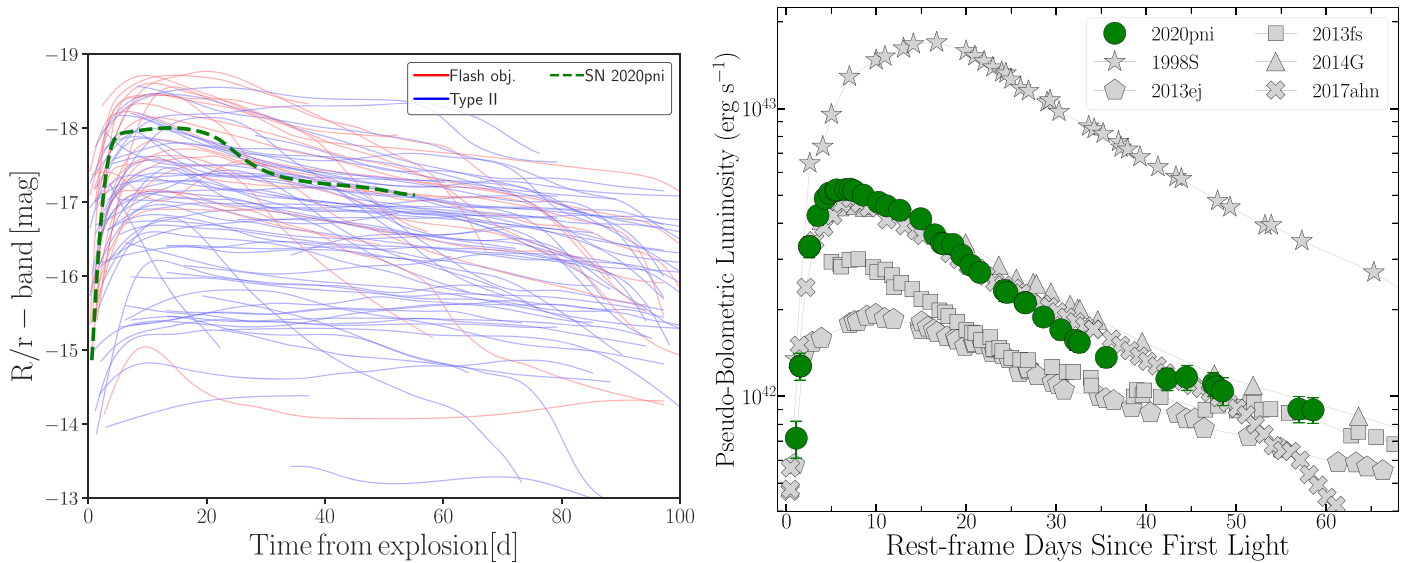 −19
−18
−17
−16
−15
−14
−13
R/r − band [mag]
Flash obj.
Type II
SN 2020pni
0 20 40 60 80 100
Time from explosion[d]
10^43
10^42
Pseudo-Bolometric Luminosity (erg s⁻¹)
2020pni
1998S
2013ej
2013fs
2014G
2017ahn
0 10 20 30 40 50 60
Rest-frame Days Since First Light